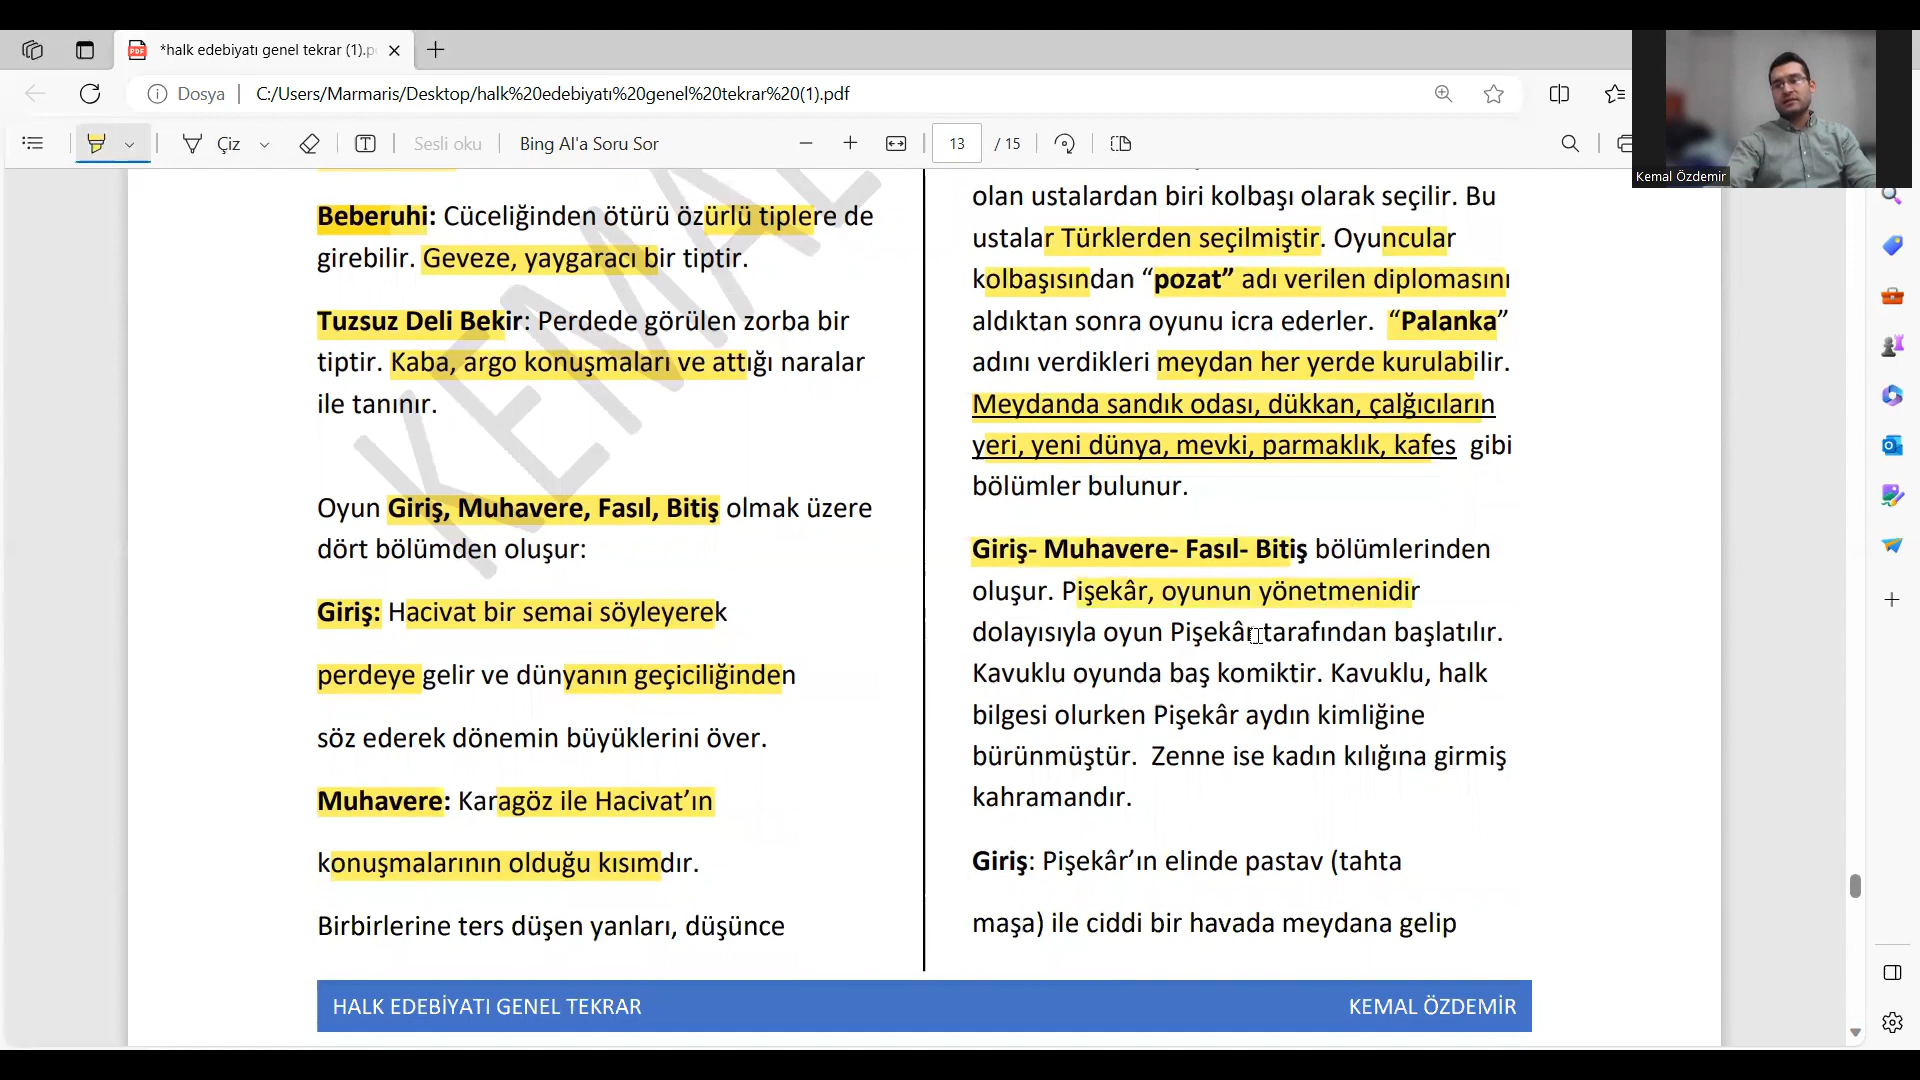 *halk edebiyatı genel tekrar (1).p
Dosya
C:/Users/Marmaris/Desktop/halk%20edebiyatı%20genel%20tekrar%20(1).pdf
Çiz
Sesli oku
Bing AI'a Soru Sor
13 / 15
Kemal Özdemir
KEMAL
Beberuhi: Cüceliğinden ötürü özürlü tiplere de
girebilir. Geveze, yaygaracı bir tiptir.
Tuzsuz Deli Bekir: Perdede görülen zorba bir
tiptir. Kaba, argo konuşmaları ve attığı naralar
ile tanınır.
Oyun Giriş, Muhavere, Fasıl, Bitiş olmak üzere
dört bölümden oluşur:
Giriş: Hacivat bir semai söyleyerek
perdeye gelir ve dünyanın geçiciliğinden
söz ederek dönemin büyüklerini över.
Muhavere: Karagöz ile Hacivat’ın
konuşmalarının olduğu kısımdır.
Birbirlerine ters düşen yanları, düşünce
olan ustalardan biri kolbaşı olarak seçilir. Bu
ustalar Türklerden seçilmiştir. Oyuncular
kolbaşısından “pozat” adı verilen diplomasını
aldıktan sonra oyunu icra ederler. “Palanka”
adını verdikleri meydan her yerde kurulabilir.
Meydanda sandık odası, dükkan, çalğıcıların
yeri, yeni dünya, mevki, parmaklık, kafes gibi
bölümler bulunur.
Giriş- Muhavere- Fasıl- Bitiş bölümlerinden
oluşur. Pişekâr, oyunun yönetmenidir
dolayısıyla oyun Pişekâr tarafından başlatılır.
Kavuklu oyunda baş komiktir. Kavuklu, halk
bilgesi olurken Pişekâr aydın kimliğine
bürünmüştür. Zenne ise kadın kılığına girmiş
kahramandır.
Giriş: Pişekâr’ın elinde pastav (tahta
maşa) ile ciddi bir havada meydana gelip
HALK EDEBİYATI GENEL TEKRAR
KEMAL ÖZDEMİR